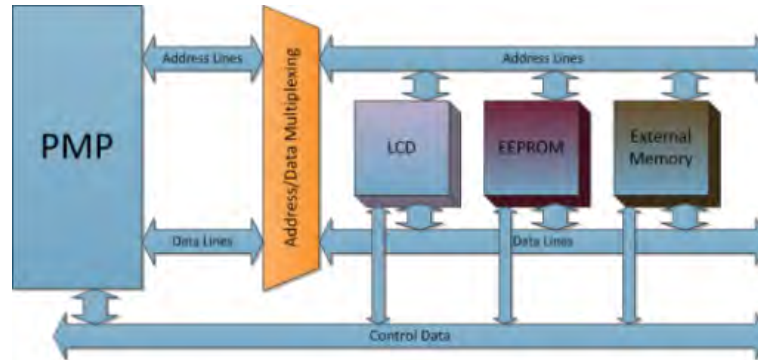 Address Lines
Address Lines
PMP
Address/Data Multiplexing
LCD
EEPROM
External
Memory
Data Lines
Data Lines
Control Data